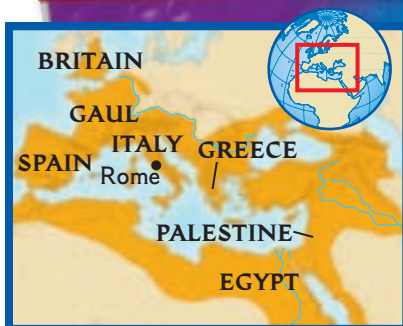 BRITAIN
GAUL
ITALY GREECE
SPAIN Rome
PALESTINE
EGYPT